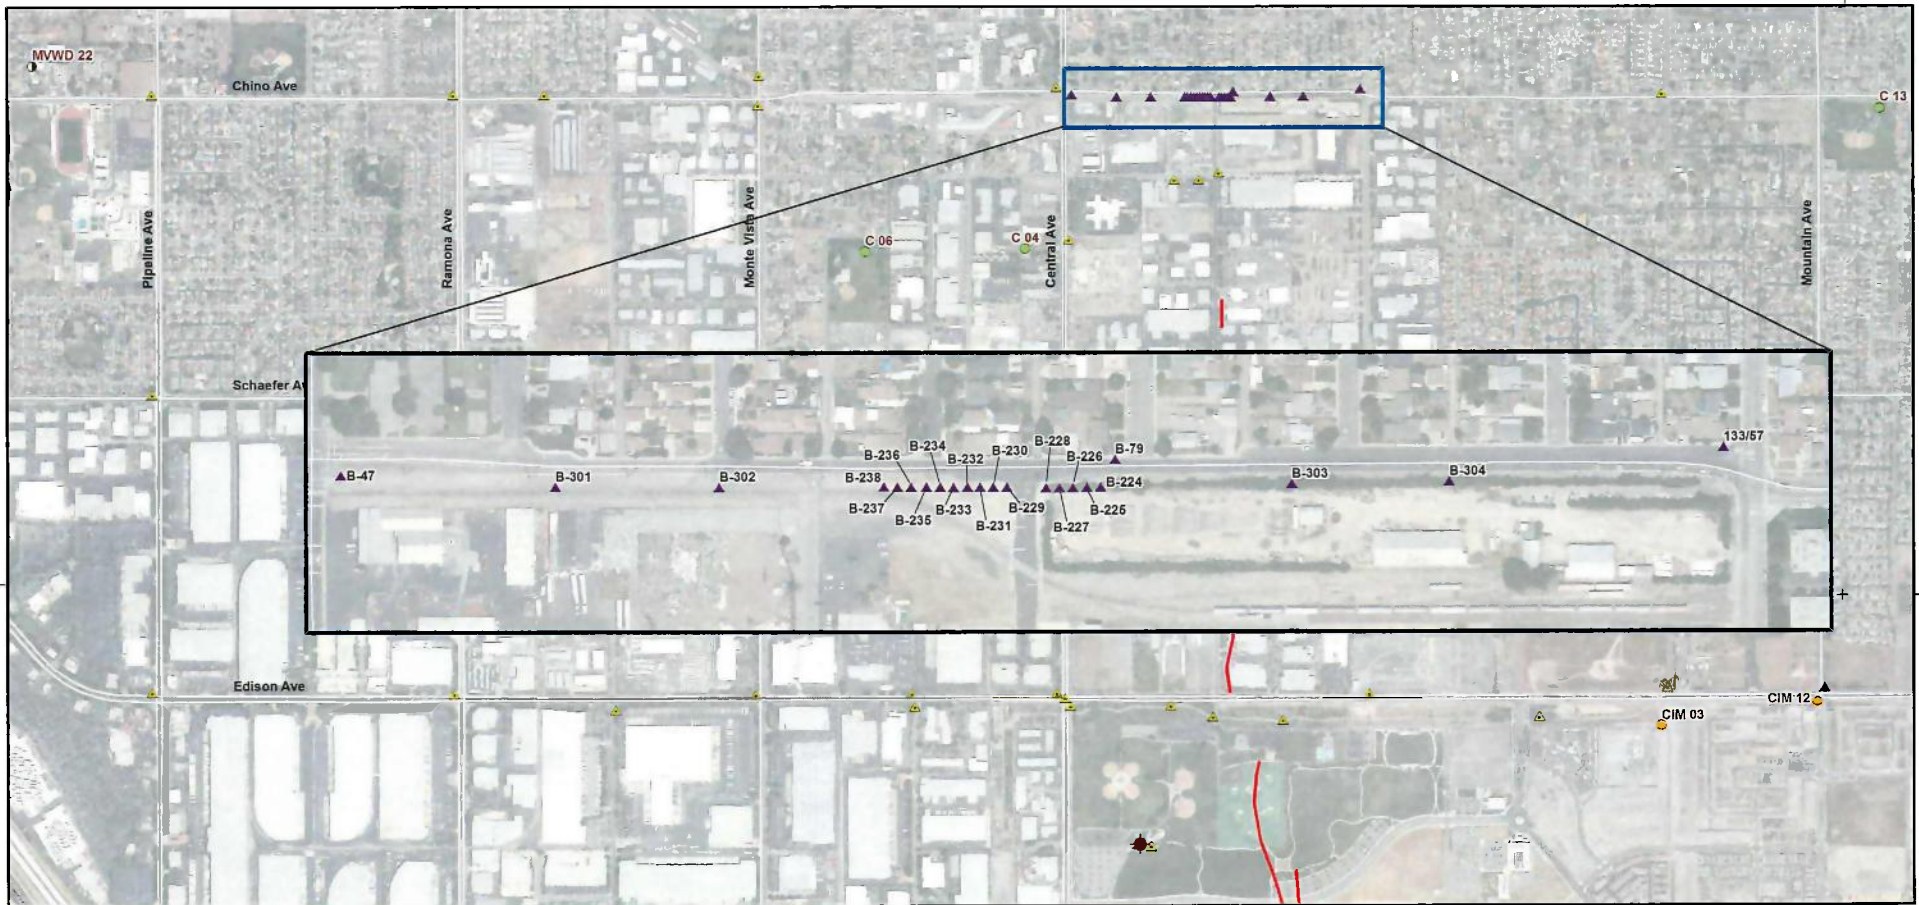 MVWD 22
Chino Ave
C 13
Pipeline Ave
Ramona Ave
Monte Vista Ave
C 06
C 04
Central Ave
Mountain Ave
Schaefer Av
B-47
B-301
B-302
B-238
B-236
B-234
B-232
B-230
B-228
B-226
B-79
B-224
B-237
B-235
B-233
B-231
B-229
B-227
B-225
B-303
B-304
133/57
Edison Ave
CIM 12
CIM 03